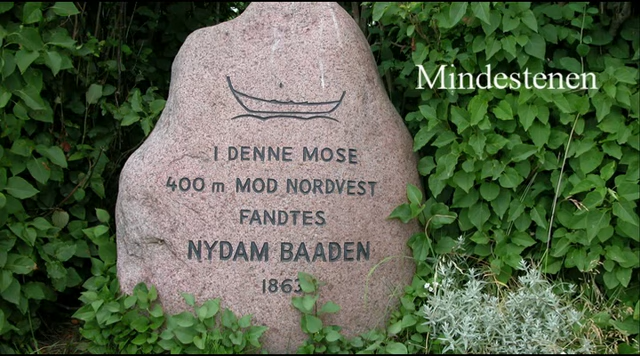 Mindestenen
I DENNE MOSE
400 m MOD NORDVEST
FANDTES
NYDAM BAADEN
1863